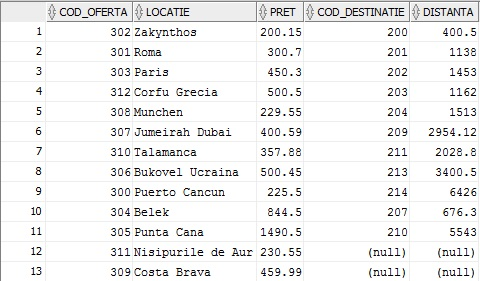 COD_OFERTA LOCATIE PRET COD_DESTINATIE DISTANTA
1 302 Zakynthos 200.15 200 400.5
2 301 Roma 300.7 201 1138
3 303 Paris 450.3 202 1453
4 312 Corfu Grecia 500.5 203 1162
5 308 Munchen 229.55 204 1513
6 307 Jumeirah Dubai 400.59 209 2954.12
7 310 Talamanca 357.88 211 2028.8
8 306 Bukovel Ucraina 500.45 213 3400.5
9 300 Puerto Cancun 225.5 214 6426
10 304 Belek 844.5 207 676.3
11 305 Punta Cana 1490.5 210 5543
12 311 Nisipurile de Aur 230.55 (null) (null)
13 309 Costa Brava 459.99 (null) (null)